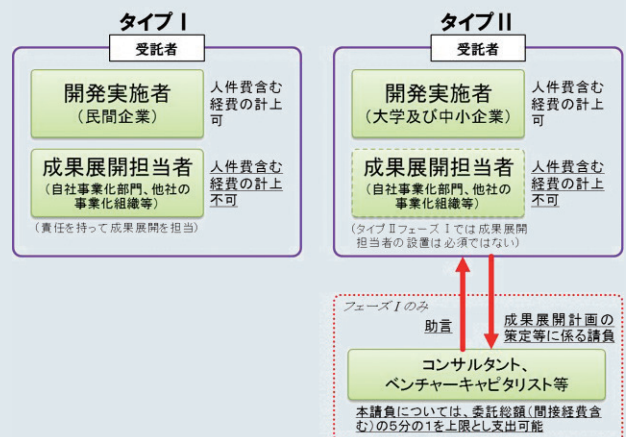 タイプⅠ
受託者
開発実施者
(民間企業)
人件費含む
経費の計上
可
成果展開担当者
(自社事業化部門、他社の
事業化組織等)
人件費含む
経費の計上
不可
(責任を持って成果展開を担当)
タイプⅡ
受託者
開発実施者
(大学及び中小企業)
人件費含む
経費の計上
可
成果展開担当者
(自社事業化部門、他社の
事業化組織等)
人件費含む
経費の計上
不可
(タイプⅡフェーズⅠでは成果展開
担当者の設置は必須ではない)
フェーズⅠのみ
助言
成果展開計画の
策定等に係る請負
コンサルタント、
ベンチャーキャピタリスト等
本請負については、委託総額(間接経費含
む)の5分の1を上限とし支出可能